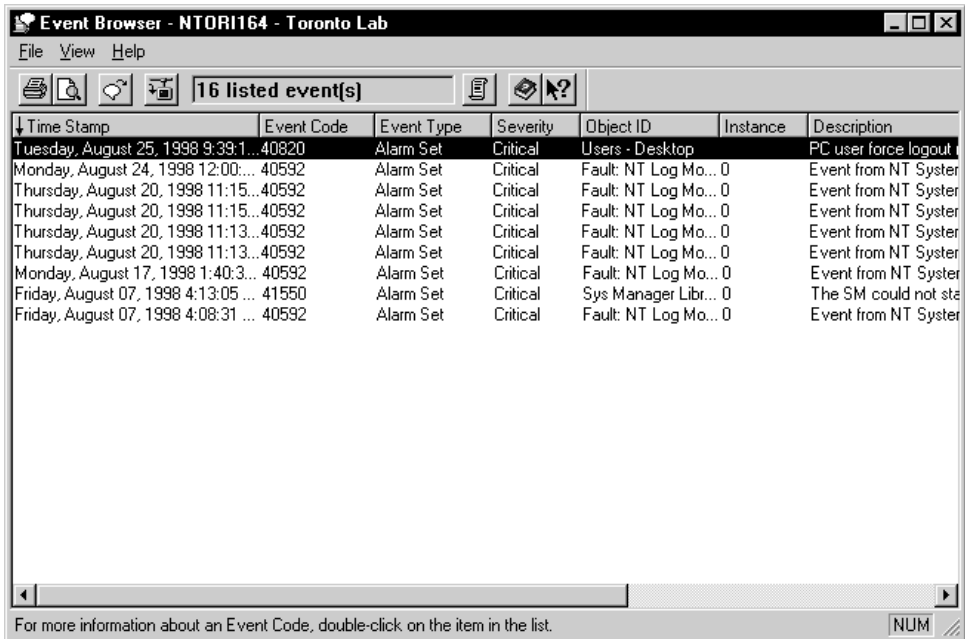 Event Browser - NTORI164 - Toronto Lab
File View Help
16 listed event(s)
Time Stamp Event Code Event Type Severity Object ID Instance Description
Tuesday, August 25, 1998 9:39:1... 40820 Alarm Set Critical Users - Desktop PC user force logout
Monday, August 24, 1998 12:00:... 40592 Alarm Set Critical Fault: NT Log Mo... 0 Event from NT System
Thursday, August 20, 1998 11:15... 40592 Alarm Set Critical Fault: NT Log Mo... 0 Event from NT System
Thursday, August 20, 1998 11:15... 40592 Alarm Set Critical Fault: NT Log Mo... 0 Event from NT System
Thursday, August 20, 1998 11:13... 40592 Alarm Set Critical Fault: NT Log Mo... 0 Event from NT System
Thursday, August 20, 1998 11:13... 40592 Alarm Set Critical Fault: NT Log Mo... 0 Event from NT System
Monday, August 17, 1998 1:40:3... 40592 Alarm Set Critical Fault: NT Log Mo... 0 Event from NT System
Friday, August 07, 1998 4:13:05 ... 41550 Alarm Set Critical Sys Manager Libr... 0 The SM could not sta
Friday, August 07, 1998 4:08:31 ... 40592 Alarm Set Critical Fault: NT Log Mo... 0 Event from NT System
For more information about an Event Code, double-click on the item in the list. NUM